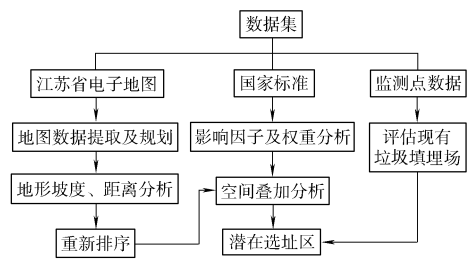 数据集
江苏省电子地图
国家标准
监测点数据
地图数据提取及规划
影响因子及权重分析
评估现有
垃圾填埋场
地形坡度、距离分析
空间叠加分析
重新排序
潜在选址区